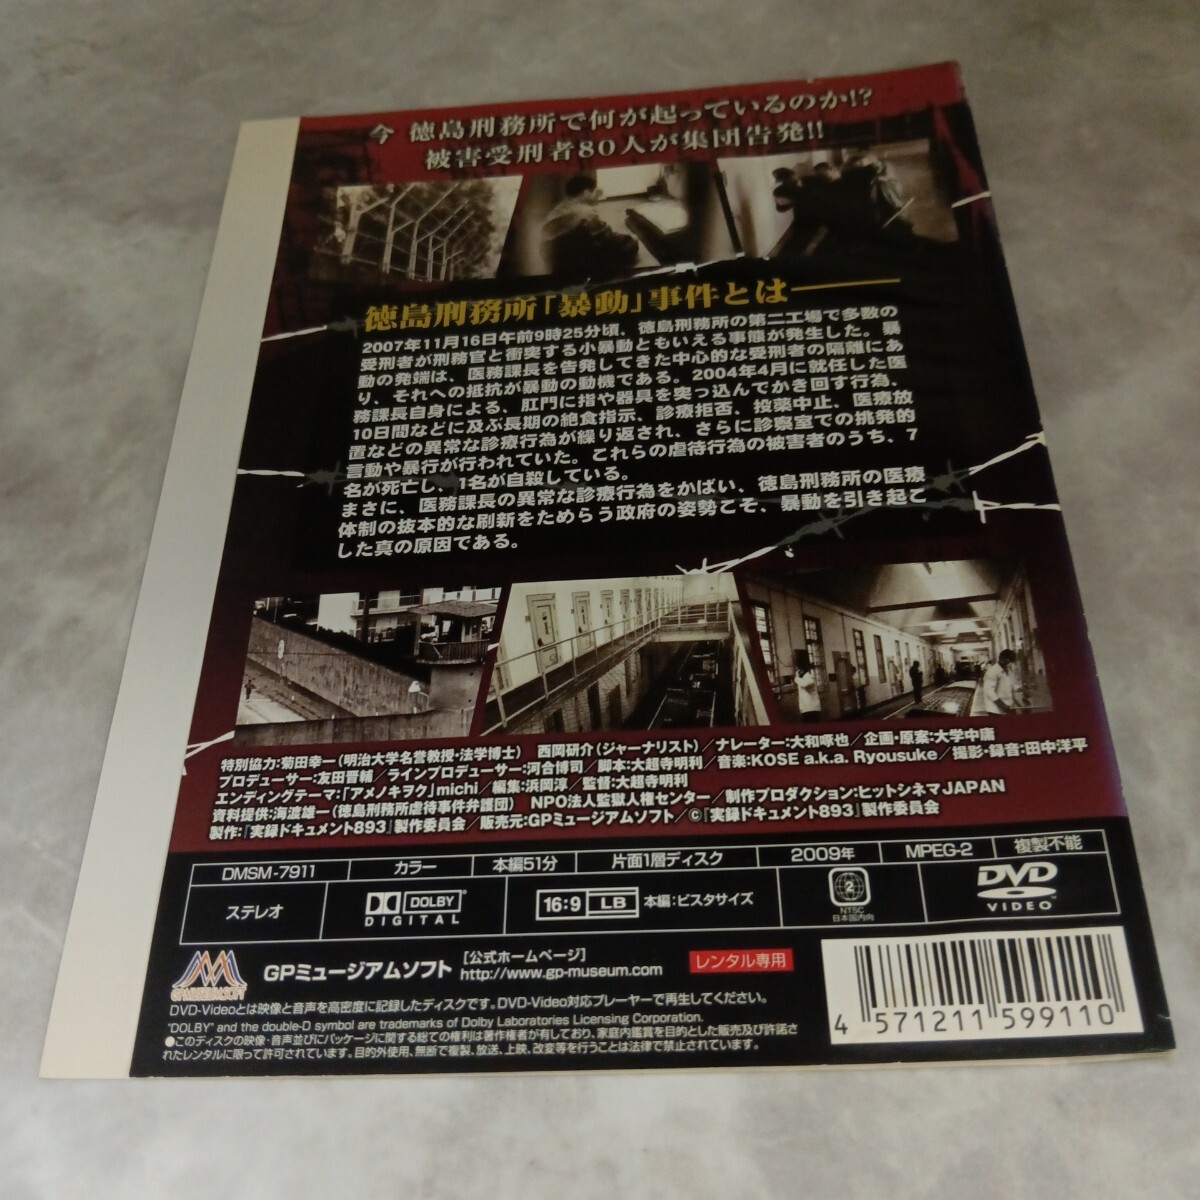 今 徳島刑務所で何が起っているのか!?
被害受刑者80人が集団告発!!
徳島刑務所「暴動」事件とは――
2007年11月16日午前9時25分頃、徳島刑務所の第二工場で多数の
受刑者が刑務官と衝突する小暴動ともいえる事態が発生した。暴
動の発端は、医務課長を告発してきた中心的な受刑者の隔離にあ
り、それへの抵抗が暴動の動機である。2004年4月に就任した医
務課長自身による、肛門に指や器具を突っ込んでかき回す行為、
10日間などに及ぶ長期の絶食指示、診療拒否、投薬中止、医療放
置などの異常な診療行為が繰り返され、さらに診察室での挑発的
言動や暴行が行われていた。これらの虐待行為の被害者のうち、7
名が死亡し、1名が自殺している。
まさに、医務課長の異常な診療行為をかばい、徳島刑務所の医療
体制の抜本的な刷新をためらう政府の姿勢こそ、暴動を引き起こ
した真の原因である。
特別協力:菊田幸一(明治大学名誉教授・法学博士) 西岡研介(ジャーナリスト)/ナレーター:大和啄也/企画・原案:大学中庸
プロデューサー:友田晋輔/ラインプロデューサー:河合博司/脚本:大超寺明利/音楽:KOSE a.k.a. Ryousuke/撮影・録音:田中洋平
エンディングテーマ:「アメノキヲク」michi/編集:浜岡淳/監督:大超寺明利
資料提供:海渡雄一(徳島刑務所虐待事件弁護団) NPO法人監獄人権センター/制作プロダクション:ヒットシネマJAPAN
製作:『実録ドキュメント893』製作委員会/販売元:GPミュージアムソフト/©『実録ドキュメント893』製作委員会
DMSM-7911 カラー 本編51分 片面1層ディスク 2009年 MPEG-2 複製不能
ステレオ DOLBY DIGITAL 16:9 LB 本編:ビスタサイズ 2 NTSC 日本国内向 DVD VIDEO
GPMUSEUMSOFT GPミュージアムソフト [公式ホームページ] http://www.gp-museum.com レンタル専用
DVD-Videoとは映像と音声を高密度に記録したディスクです。DVD-Video対応プレーヤーで再生してください。
"DOLBY" and the double-D symbol are trademarks of Dolby Laboratories Licensing Corporation.
●このディスクの映像・音声並びにパッケージに関する総ての権利は著作権者が有しており、家庭内鑑賞を目的とした販売及び許諾さ
れたレンタルに限って許可されています。目的外使用、無断で複製、放送、上映、改変等を行うことは法律で禁止されています。
4 571211 599110